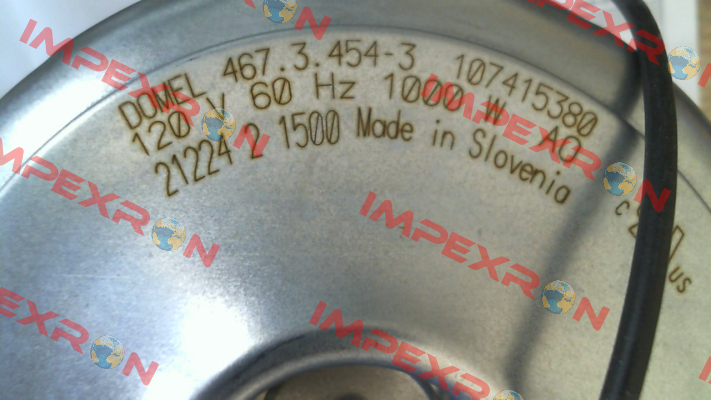 DOMEL 467.3.454-3 107415380
120 V 60 Hz 1000 W AO
21224 2 1500 Made in Slovenia
c us
IMPEXRON
IMPEXRON
IMPEXRON
IMPEXRON
IMPEXRON
IMPEXRON
IMPEXRON
IMPEXRON